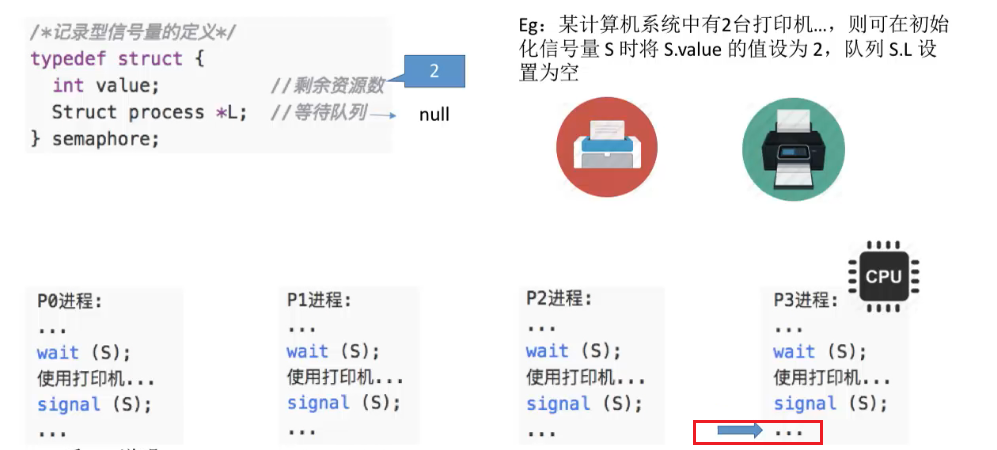 /*记录型信号量的定义*/
typedef struct {
int value; //剩余资源数
Struct process *L; //等待队列
} semaphore;
2
null
Eg：某计算机系统中有2台打印机...，则可在初始
化信号量 S 时将 S.value 的值设为 2，队列 S.L 设
置为空
CPU
P0进程:
...
wait (S);
使用打印机...
signal (S);
...
P1进程:
...
wait (S);
使用打印机...
signal (S);
...
P2进程:
...
wait (S);
使用打印机...
signal (S);
...
P3进程:
...
wait (S);
使用打印机...
signal (S);
...